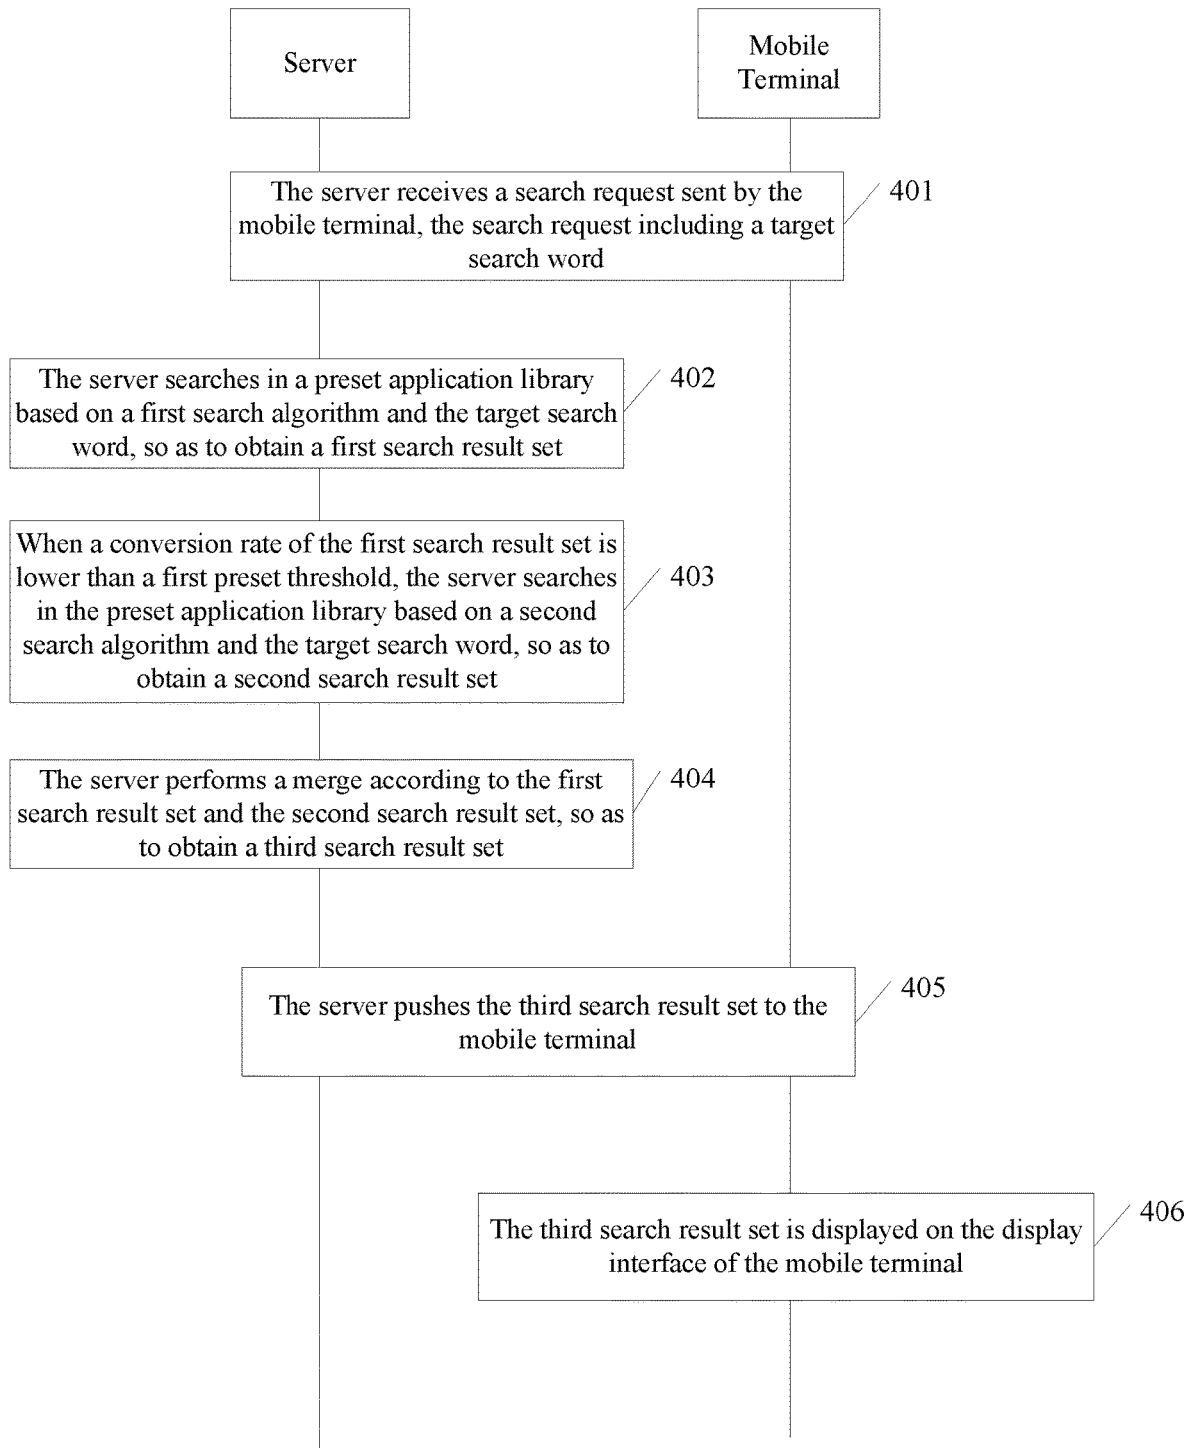 Server
Mobile
Terminal
The server receives a search request sent by the
mobile terminal, the search request including a target
search word
401
The server searches in a preset application library
based on a first search algorithm and the target search
word, so as to obtain a first search result set
402
When a conversion rate of the first search result set is
lower than a first preset threshold, the server searches
in the preset application library based on a second
search algorithm and the target search word, so as to
obtain a second search result set
403
The server performs a merge according to the first
search result set and the second search result set, so as
to obtain a third search result set
404
The server pushes the third search result set to the
mobile terminal
405
The third search result set is displayed on the display
interface of the mobile terminal
406